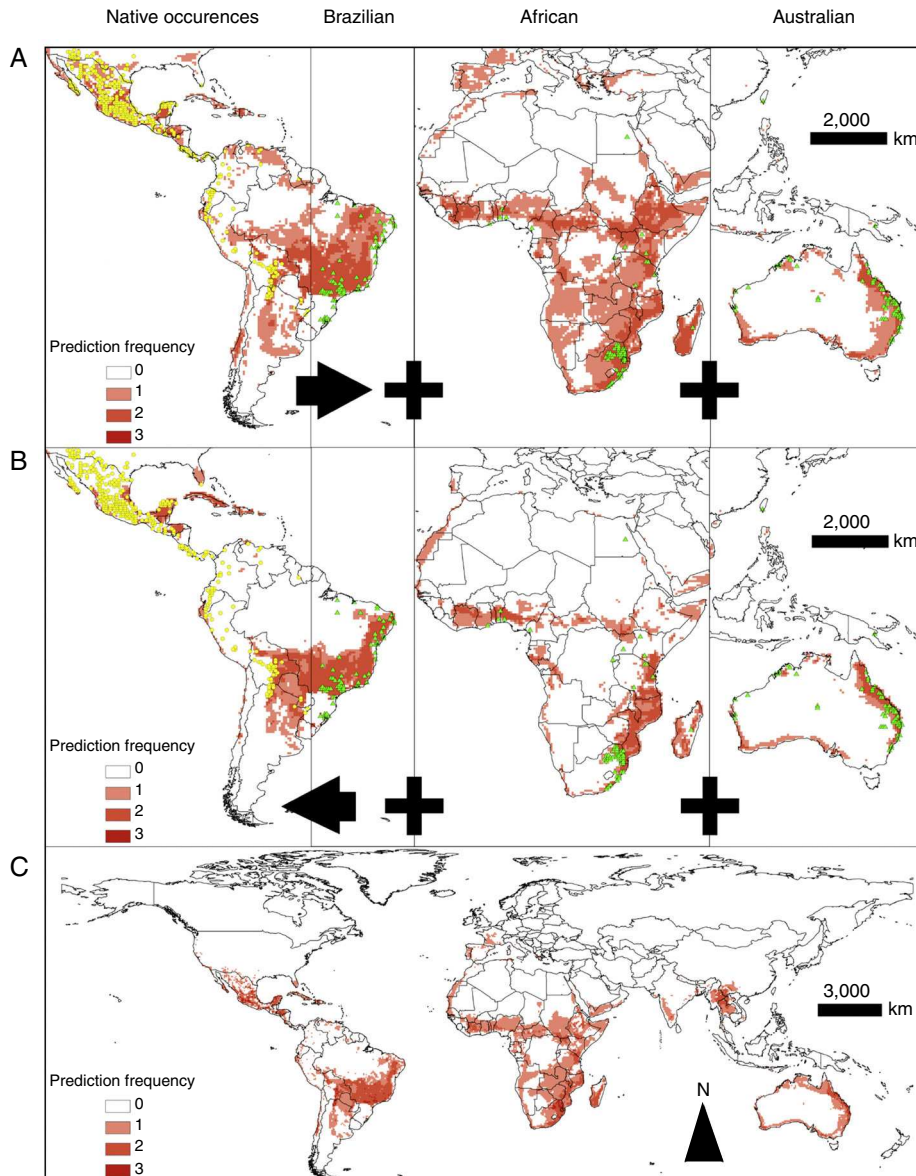 Native occurences Brazilian African Australian
A
2,000
km
Prediction frequency
0
1
2
3
B
2,000
km
Prediction frequency
0
1
2
3
C
3,000
km
Prediction frequency
0
1
2
3
N